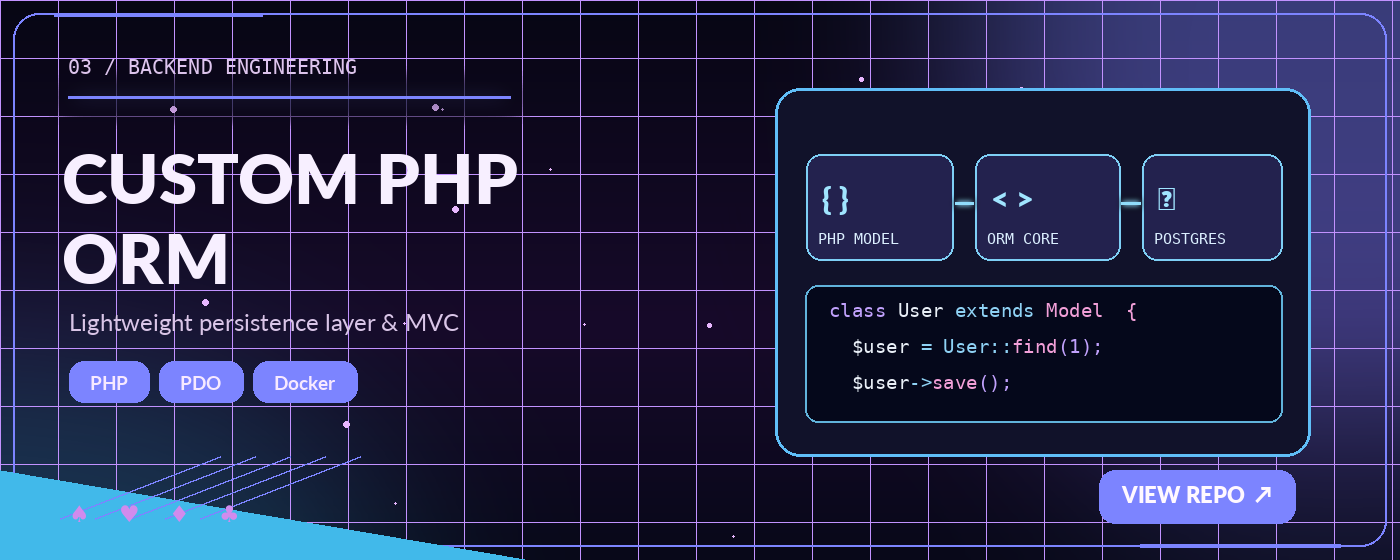 03 / BACKEND ENGINEERING
CUSTOM PHP
ORM
Lightweight persistence layer & MVC
PHP PDO Docker
{ } < >
PHP MODEL ORM CORE POSTGRES
class User extends Model {
$user = User::find(1);
$user->save();
VIEW REPO ↗